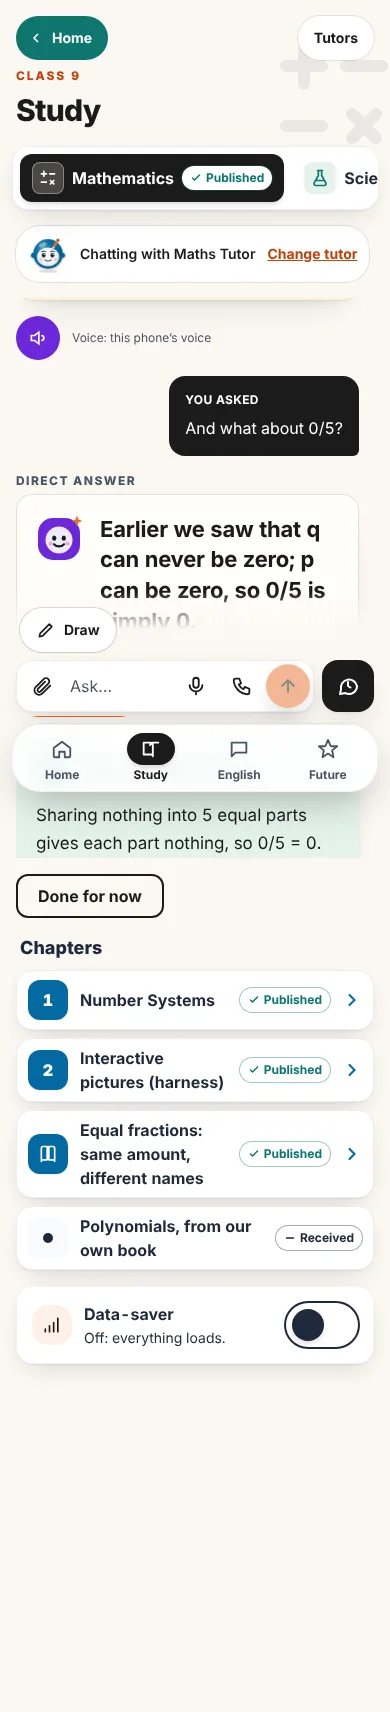 Home
Tutors
CLASS 9
Study
Mathematics
Published
Scie
Chatting with Maths Tutor
Change tutor
Voice: this phone's voice
YOU ASKED
And what about 0/5?
DIRECT ANSWER
Earlier we saw that q
can never be zero; p
can be zero, so 0/5 is
simply 0.
Draw
Ask...
Home
Study
English
Future
Sharing nothing into 5 equal parts
gives each part nothing, so 0/5 = 0.
Done for now
Chapters
1
Number Systems
Published
2
Interactive
pictures (harness)
Published
Equal fractions:
same amount,
different names
Published
Polynomials, from our
own book
Received
Data-saver
Off: everything loads.